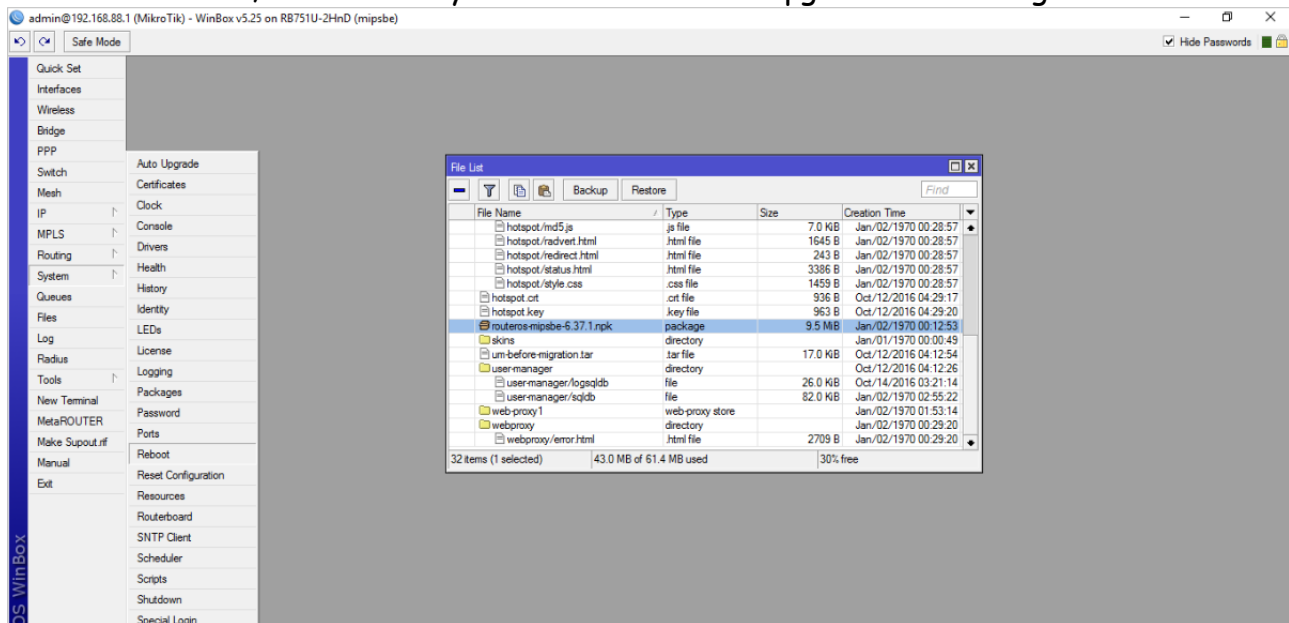 admin@192.168.88.1 (MikroTik) - WinBox v5.25 on RB751U-2HnD (mipsbe)
Safe Mode
Hide Passwords
Quick Set
Interfaces
Wireless
Bridge
PPP
Switch
Mesh
IP
MPLS
Routing
System
Queues
Files
Log
Radius
Tools
New Terminal
MetaROUTER
Make Supout.rif
Manual
Exit
Auto Upgrade
Certificates
Clock
Console
Drivers
Health
History
Identity
LEDs
License
Logging
Packages
Password
Ports
Reboot
Reset Configuration
Resources
Routerboard
SNTP Client
Scheduler
Scripts
Shutdown
Special Login
File List
Backup Restore Find
File Name / Type Size Creation Time
hotspot/md5.js .js file 7.0 KiB Jan/02/1970 00:28:57
hotspot/radvert.html .html file 1645 B Jan/02/1970 00:28:57
hotspot/redirect.html .html file 243 B Jan/02/1970 00:28:57
hotspot/status.html .html file 3386 B Jan/02/1970 00:28:57
hotspot/style.css .css file 1459 B Jan/02/1970 00:28:57
hotspot.crt .crt file 936 B Oct/12/2016 04:29:17
hotspot.key .key file 963 B Oct/12/2016 04:29:20
routeros-mipsbe-6.37.1.npk package 9.5 MiB Jan/02/1970 00:12:53
skins directory Jan/01/1970 00:00:49
um-before-migration.tar .tar file 17.0 KiB Oct/12/2016 04:12:54
user-manager directory Oct/12/2016 04:12:26
user-manager/logsqldb file 26.0 KiB Oct/14/2016 03:21:14
user-manager/sqldb file 82.0 KiB Jan/02/1970 02:55:22
web-proxy1 web-proxy store Jan/02/1970 01:53:14
webproxy directory Jan/02/1970 00:29:20
webproxy/error.html .html file 2709 B Jan/02/1970 00:29:20
32 items (1 selected) 43.0 MB of 61.4 MB used 30% free
OS WinBox